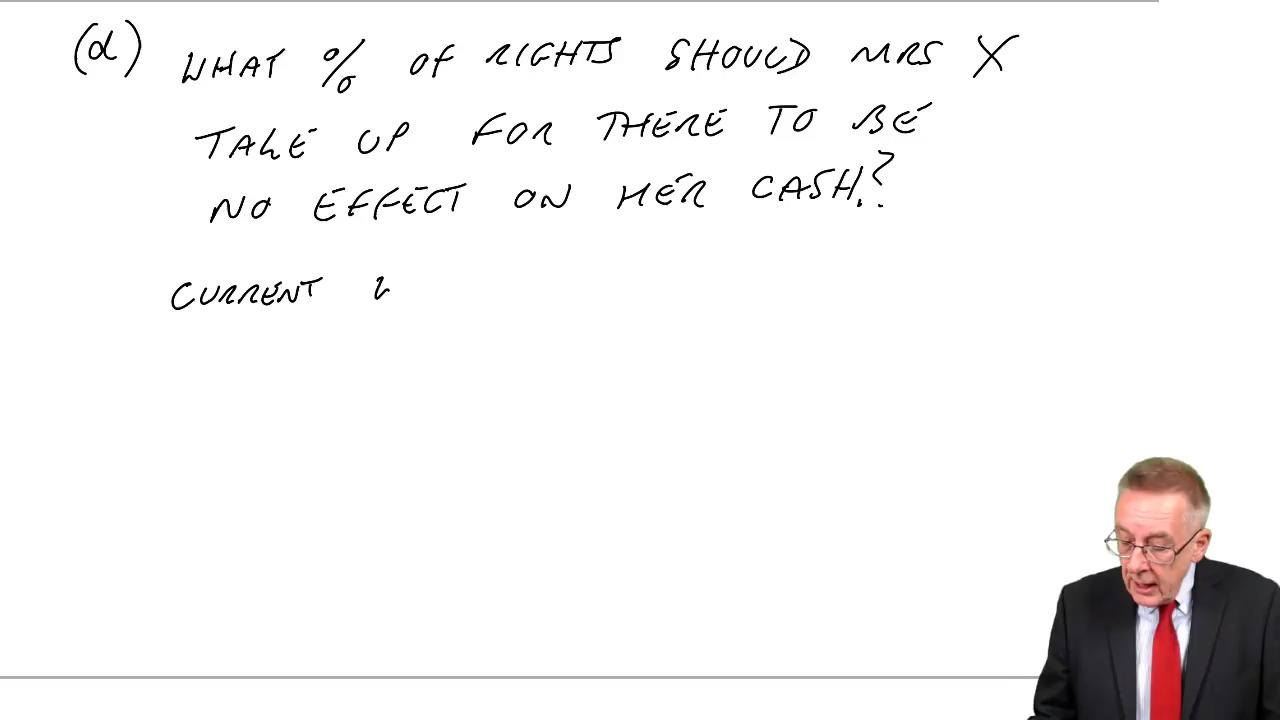 (d) WHAT % OF RIGHTS SHOULD MRS X
TAKE UP FOR THERE TO BE
NO EFFECT ON HER CASH?
CURRENT